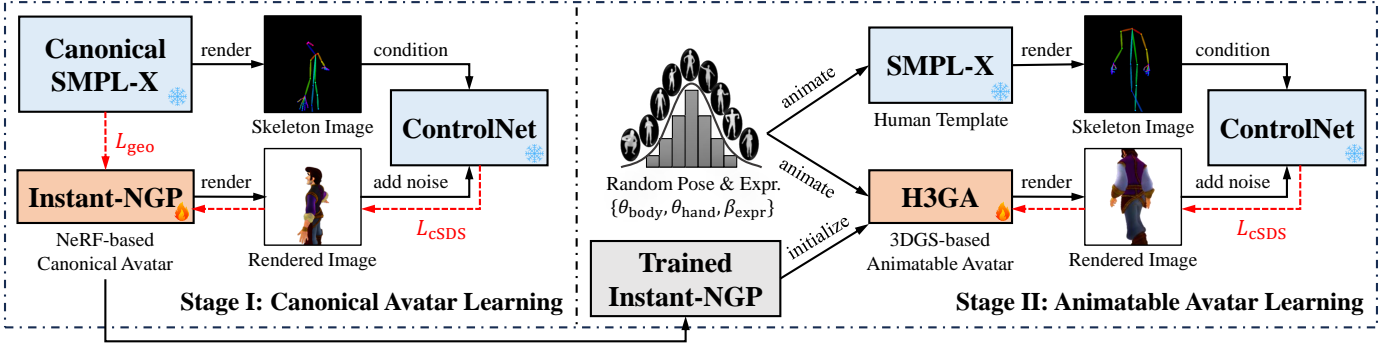 Canonical
SMPL-X
render
condition
Skeleton Image
ControlNet
L_geo
Instant-NGP
render
add noise
L_cSDS
NeRF-based
Canonical Avatar
Rendered Image
Stage I: Canonical Avatar Learning
Random Pose & Expr.
{θ_body, θ_hand, β_expr}
animate
animate
initialize
Trained
Instant-NGP
SMPL-X
Human Template
render
condition
Skeleton Image
ControlNet
H3GA
render
add noise
L_cSDS
3DGS-based
Animatable Avatar
Rendered Image
Stage II: Animatable Avatar Learning